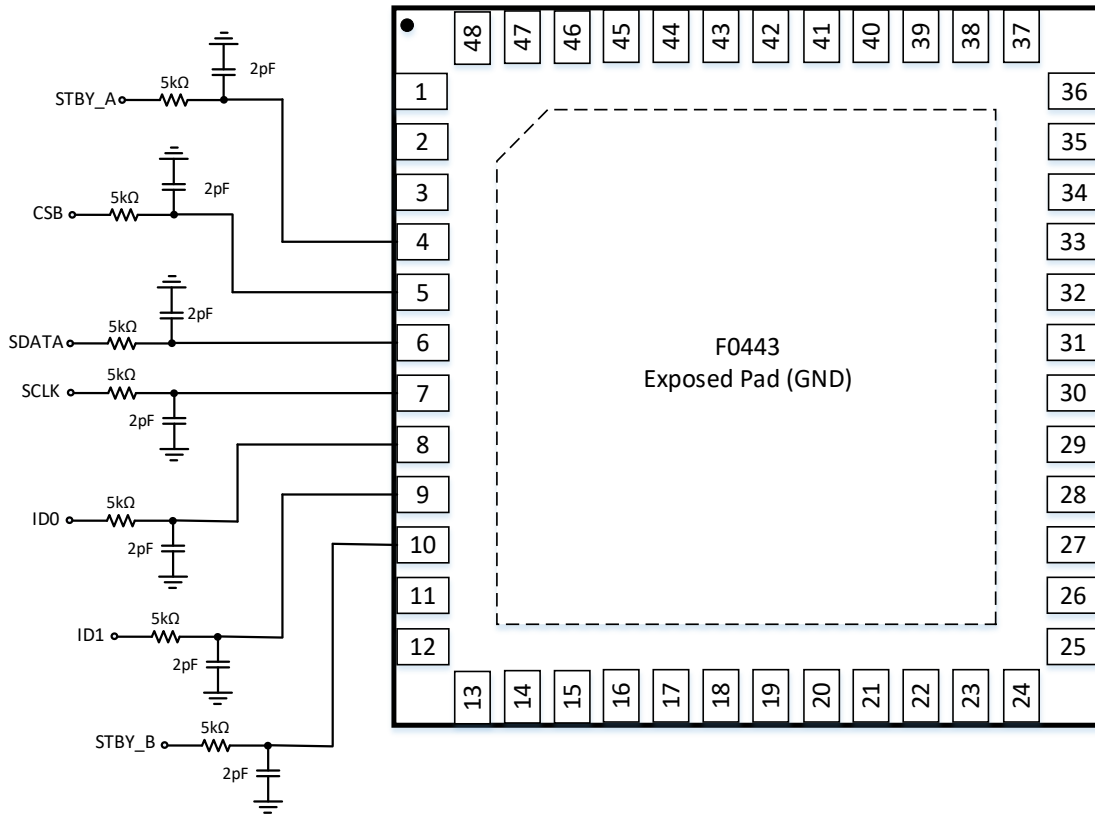 48 47 46 45 44 43 42 41 40 39 38 37
2pF
5kΩ
STBY_A
1
36
2
35
5kΩ
2pF
CSB
3
34
4
33
5
32
2pF
5kΩ
SDATA
6
31
F0443
Exposed Pad (GND)
5kΩ
SCLK
7
30
2pF
8
29
5kΩ
ID0
9
28
2pF
10
27
11
26
5kΩ
ID1
12
25
2pF
13 14 15 16 17 18 19 20 21 22 23 24
5kΩ
STBY_B
2pF